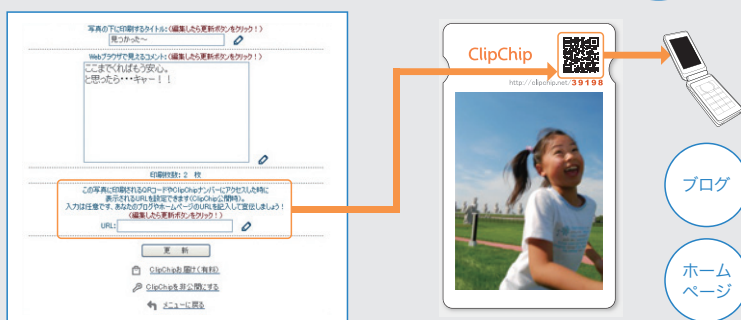 写真の下に印刷するタイトル:(編集したら更新ボタンをクリック！)
見つかった～
Webブラウザで見えるコメント:(編集したら更新ボタンをクリック！)
ここまでくればもう安心。
と思ったら・・・キャー！！
印刷枚数: 2 枚
この写真に印刷されるQRコードやClipChipナンバーにアクセスした時に
表示されるURLを設定できます(ClipChip公開時)。
入力は任意です。あなたのブログやホームページのURLを記入して宣伝しましょう！
(編集したら更新ボタンをクリック！)
URL:
更 新
ClipChipお届け(有料)
ClipChipを非公開にする
メニューに戻る
ClipChip
http://clipchip.net/39198
ブログ
ホーム
ページ